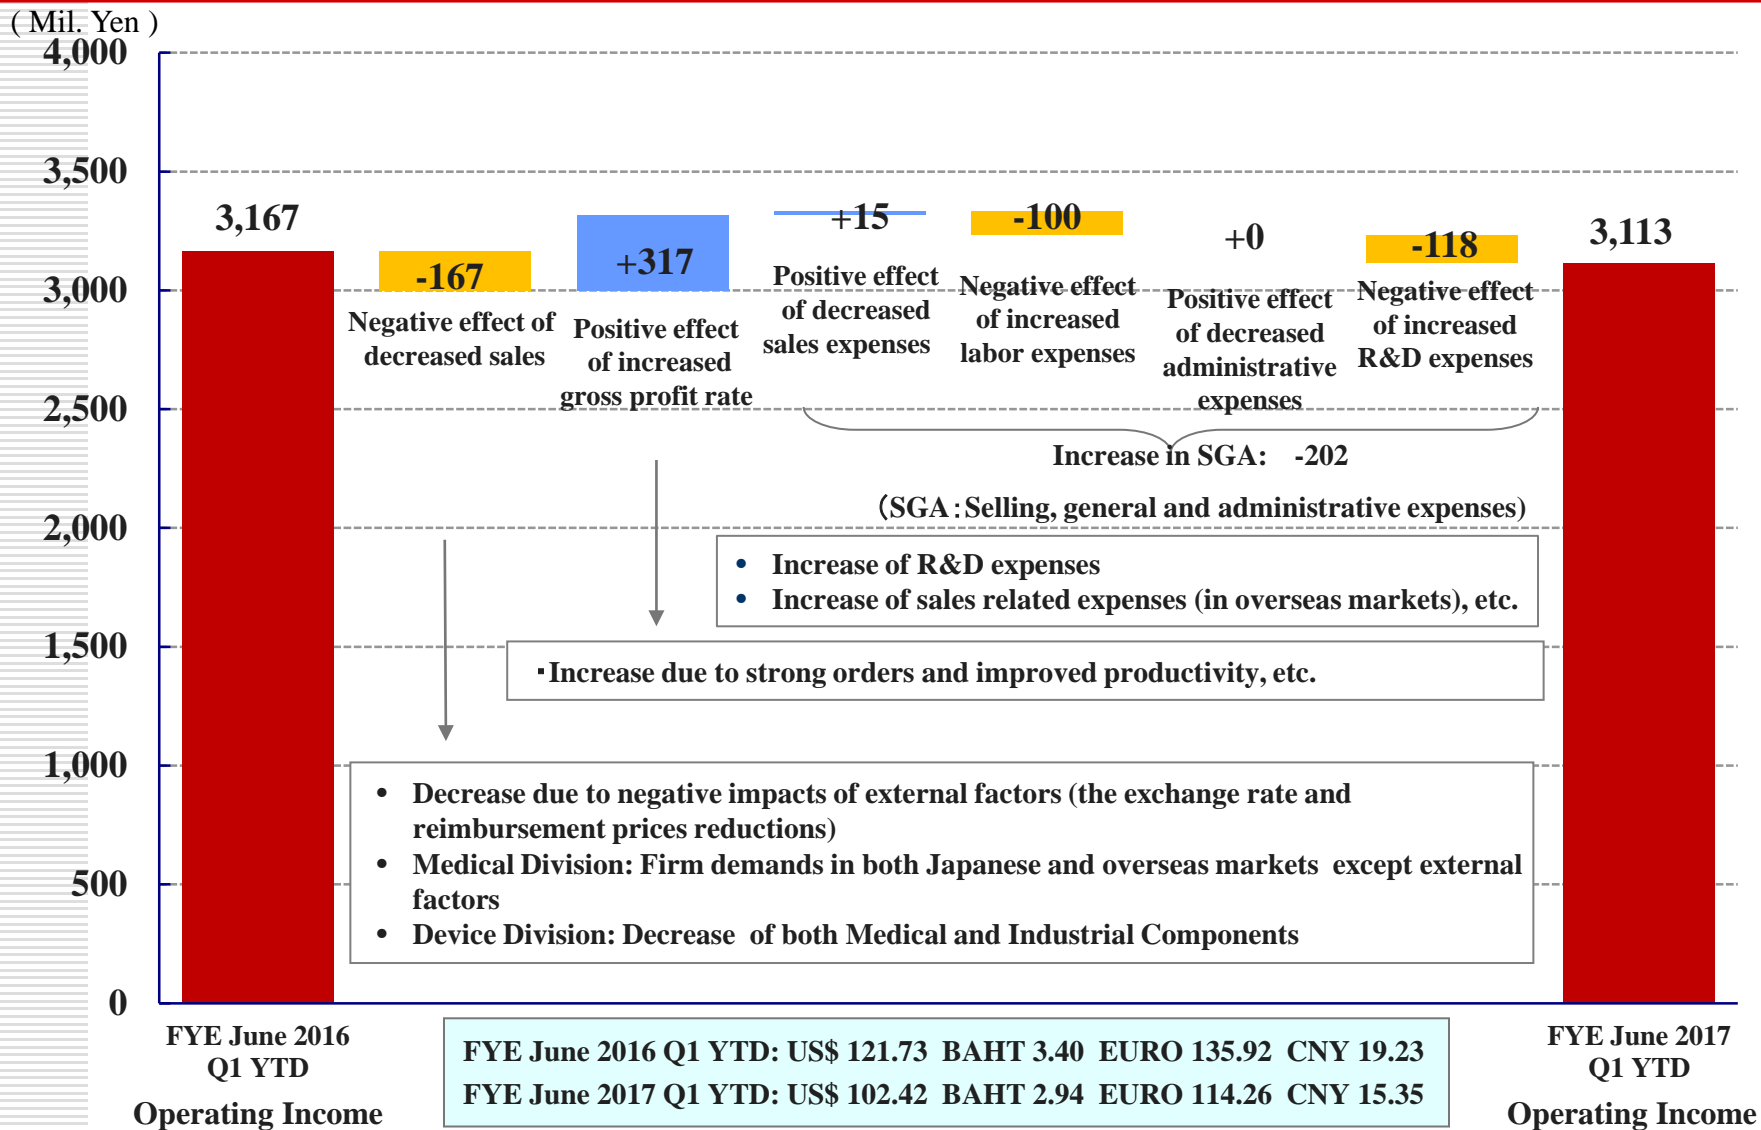 ( Mil. Yen )
4,000
3,500
3,000
2,500
2,000
1,500
1,000
500
0
3,167
-167
Negative effect of
decreased sales
+317
Positive effect
of increased
gross profit rate
+15
Positive effect
of decreased
sales expenses
-100
Negative effect
of increased
labor expenses
+0
Positive effect
of decreased
administrative
expenses
-118
Negative effect
of increased
R&D expenses
3,113
Increase in SGA: -202
(SGA:Selling, general and administrative expenses)
• Increase of R&D expenses
• Increase of sales related expenses (in overseas markets), etc.
・Increase due to strong orders and improved productivity, etc.
• Decrease due to negative impacts of external factors (the exchange rate and
reimbursement prices reductions)
• Medical Division: Firm demands in both Japanese and overseas markets except external
factors
• Device Division: Decrease of both Medical and Industrial Components
FYE June 2016
Q1 YTD
Operating Income
FYE June 2016 Q1 YTD: US$ 121.73 BAHT 3.40 EURO 135.92 CNY 19.23
FYE June 2017 Q1 YTD: US$ 102.42 BAHT 2.94 EURO 114.26 CNY 15.35
FYE June 2017
Q1 YTD
Operating Income